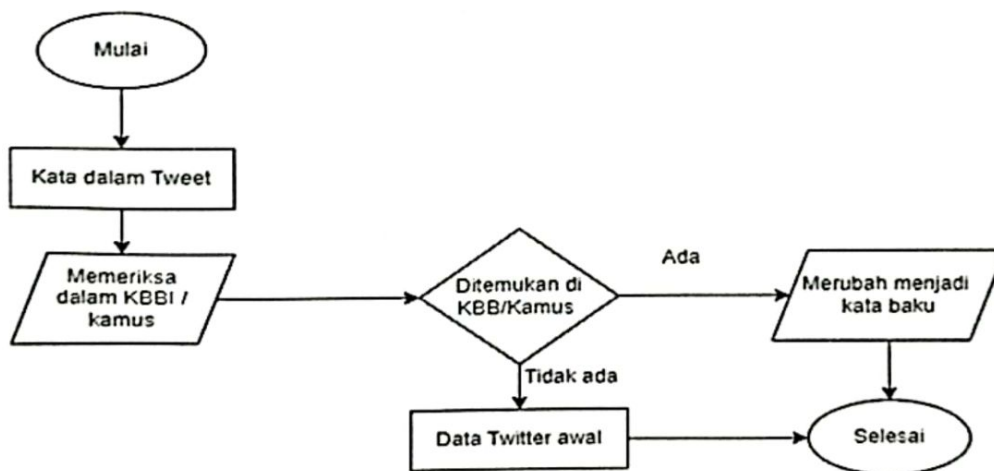 Mulai
Kata dalam Tweet
Memeriksa
dalam KBBI /
kamus
Ditemukan di
KBB/Kamus
Ada
Merubah menjadi
kata baku
Tidak ada
Data Twitter awal
Selesai